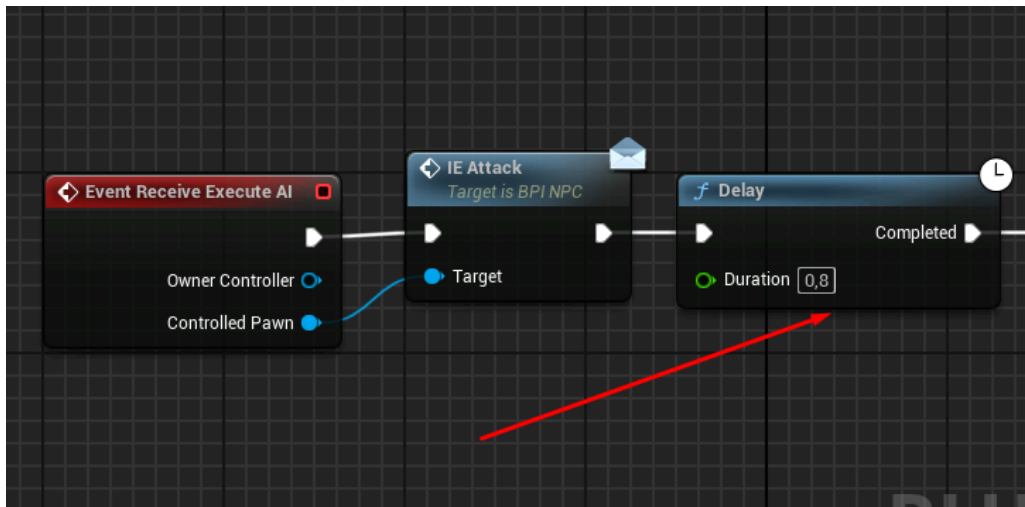 Event Receive Execute AI
Owner Controller
Controlled Pawn
IE Attack
Target is BPI NPC
Target
f Delay
Completed
Duration 0,8